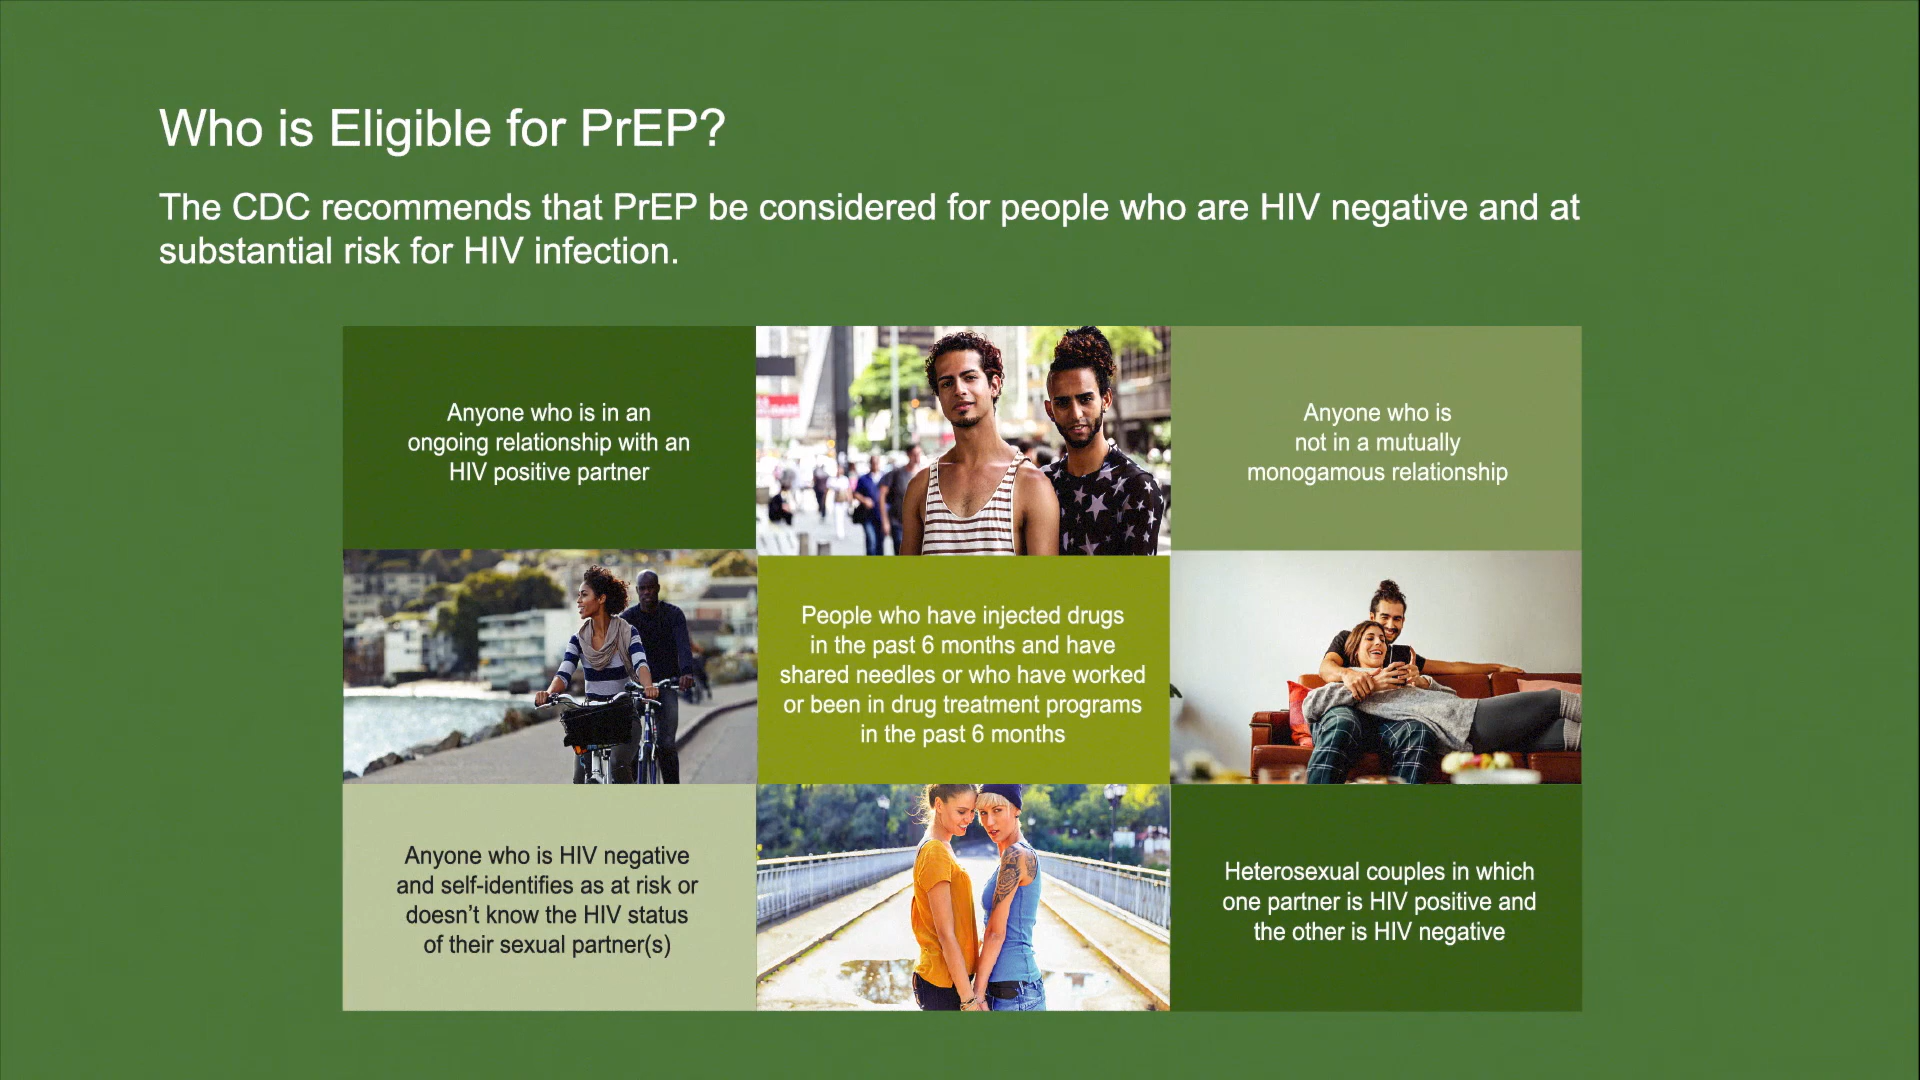 Who is Eligible for PrEP?
The CDC recommends that PrEP be considered for people who are HIV negative and at
substantial risk for HIV infection.
Anyone who is in an
ongoing relationship with an
HIV positive partner
Anyone who is
not in a mutually
monogamous relationship
People who have injected drugs
in the past 6 months and have
shared needles or who have worked
or been in drug treatment programs
in the past 6 months
Anyone who is HIV negative
and self-identifies as at risk or
doesn’t know the HIV status
of their sexual partner(s)
Heterosexual couples in which
one partner is HIV positive and
the other is HIV negative